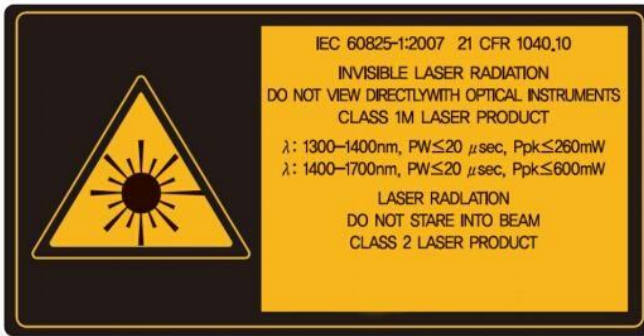 IEC 60825-1:2007 21 CFR 1040.10
INVISIBLE LASER RADIATION
DO NOT VIEW DIRECTLYWITH OPTICAL INSTRUMENTS
CLASS 1M LASER PRODUCT
λ: 1300-1400nm, PW≤20 μsec, Ppk≤260mW
λ: 1400-1700nm, PW≤20 μsec, Ppk≤600mW
LASER RADLATION
DO NOT STARE INTO BEAM
CLASS 2 LASER PRODUCT